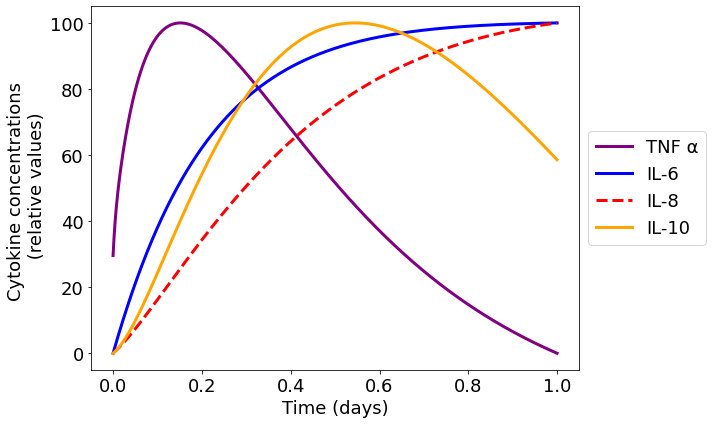 Cytokine concentrations
(relative values)
100
80
60
40
20
0
0.0 0.2 0.4 0.6 0.8 1.0
Time (days)
TNF α
IL-6
IL-8
IL-10